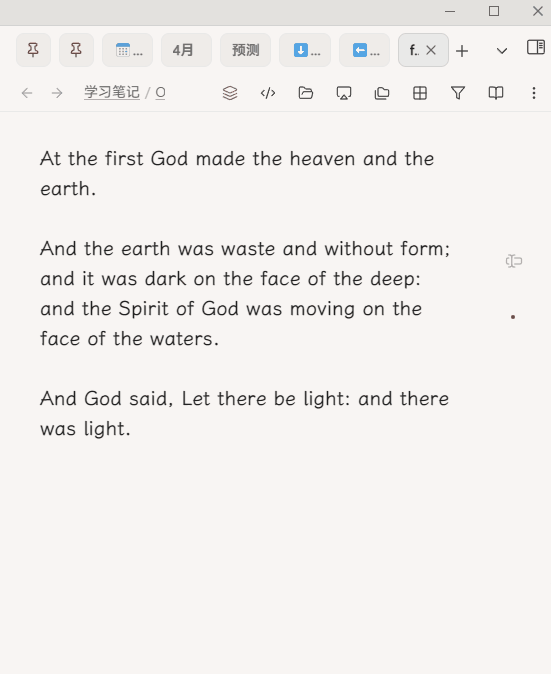 ... 4月 预测 ... ... f..
学习笔记 / O
At the first God made the heaven and the
earth.
And the earth was waste and without form;
and it was dark on the face of the deep:
and the Spirit of God was moving on the
face of the waters.
And God said, Let there be light: and there
was light.